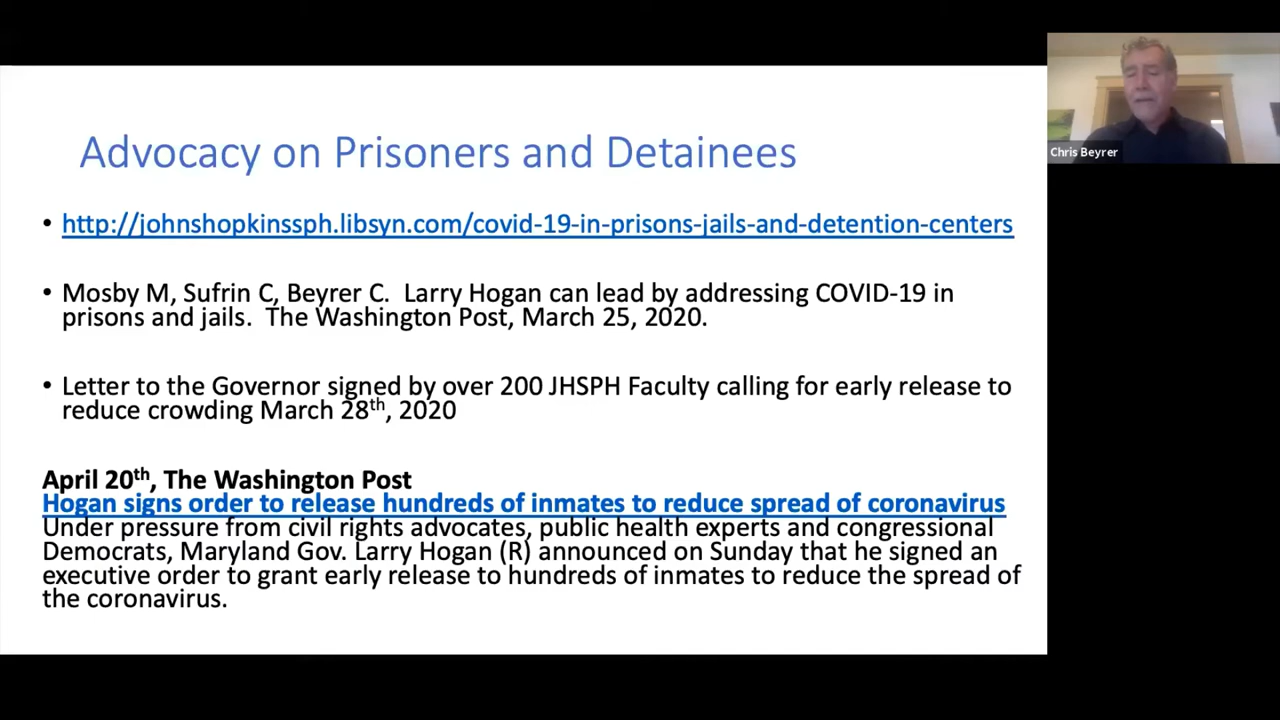 Advocacy on Prisoners and Detainees
• http://johnshopkinssph.libsyn.com/covid-19-in-prisons-jails-and-detention-centers
• Mosby M, Sufrin C, Beyrer C.  Larry Hogan can lead by addressing COVID-19 in
prisons and jails.  The Washington Post, March 25, 2020.
• Letter to the Governor signed by over 200 JHSPH Faculty calling for early release to
reduce crowding March 28th, 2020
April 20th, The Washington Post
Hogan signs order to release hundreds of inmates to reduce spread of coronavirus
Under pressure from civil rights advocates, public health experts and congressional
Democrats, Maryland Gov. Larry Hogan (R) announced on Sunday that he signed an
executive order to grant early release to hundreds of inmates to reduce the spread of
the coronavirus.
Chris Beyrer